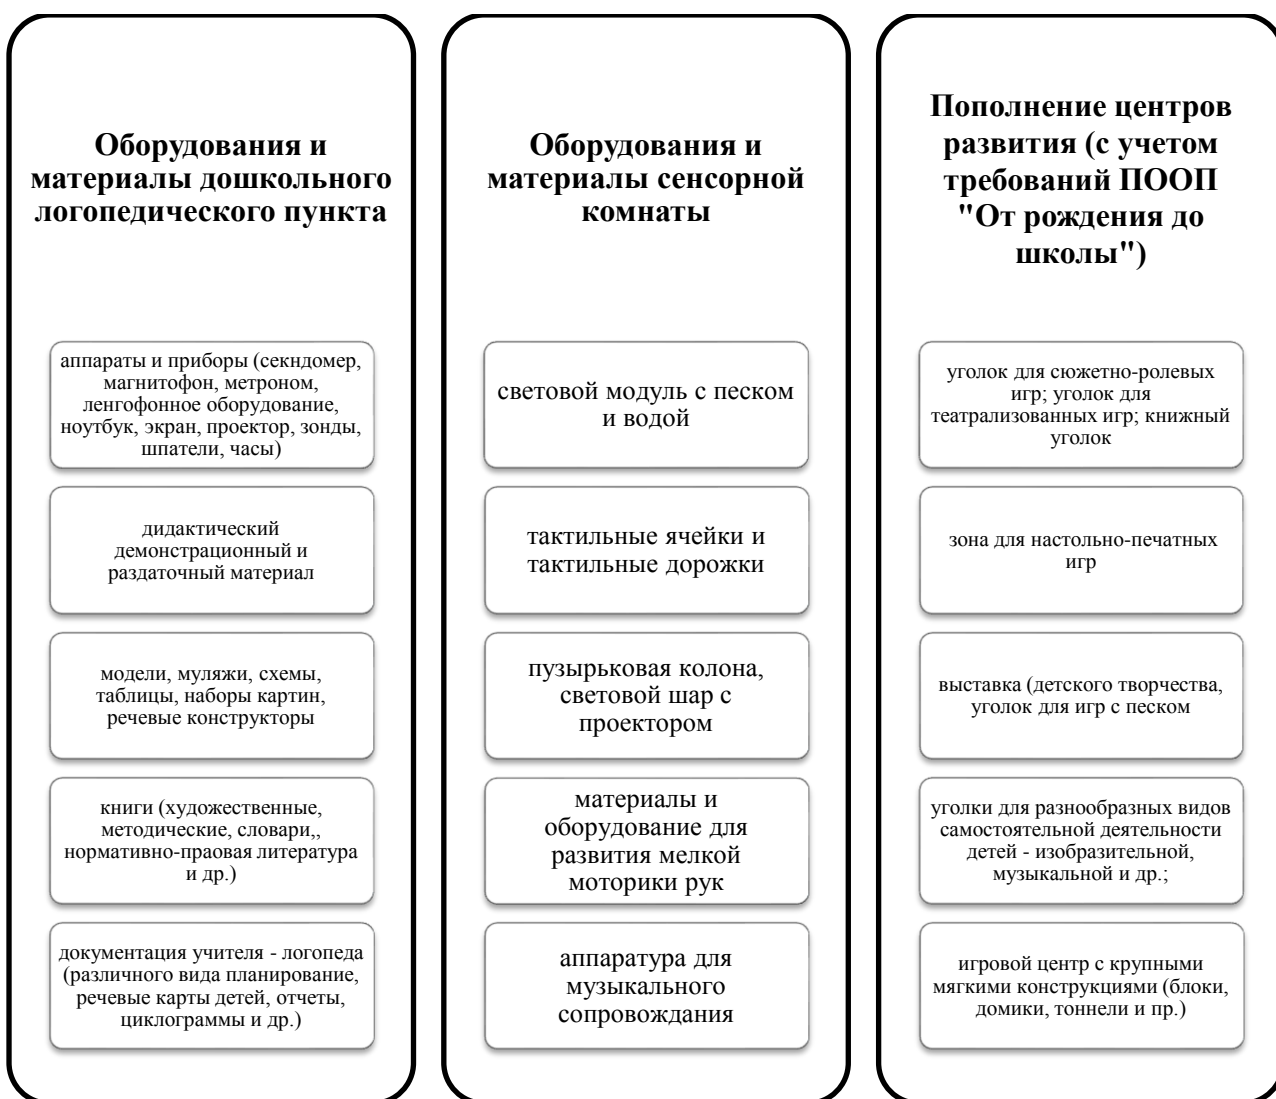 Оборудования и
материалы дошкольного
логопедического пункта
аппараты и приборы (секндомер,
магнитофон, метроном,
ленгофонное оборудование,
ноутбук, экран, проектор, зонды,
шпатели, часы)
дидактический
демонстрационный и
раздаточный материал
модели, муляжи, схемы,
таблицы, наборы картин,
речевые конструкторы
книги (художественные,
методические, словари,,
нормативно-праовая литература
и др.)
документация учителя - логопеда
(различного вида планирование,
речевые карты детей, отчеты,
циклограммы и др.)
Оборудования и
материалы сенсорной
комнаты
световой модуль с песком
и водой
тактильные ячейки и
тактильные дорожки
пузырьковая колона,
световой шар с
проектором
материалы и
оборудование для
развития мелкой
моторики рук
аппаратура для
музыкального
сопровождания
Пополнение центров
развития (с учетом
требований ПООП
"От рождения до
школы")
уголок для сюжетно-ролевых
игр; уголок для
театрализованных игр; книжный
уголок
зона для настольно-печатных
игр
выставка (детского творчества,
уголок для игр с песком
уголки для разнообразных видов
самостоятельной деятельности
детей - изобразительной,
музыкальной и др.;
игровой центр с крупными
мягкими конструкциями (блоки,
домики, тоннели и пр.)